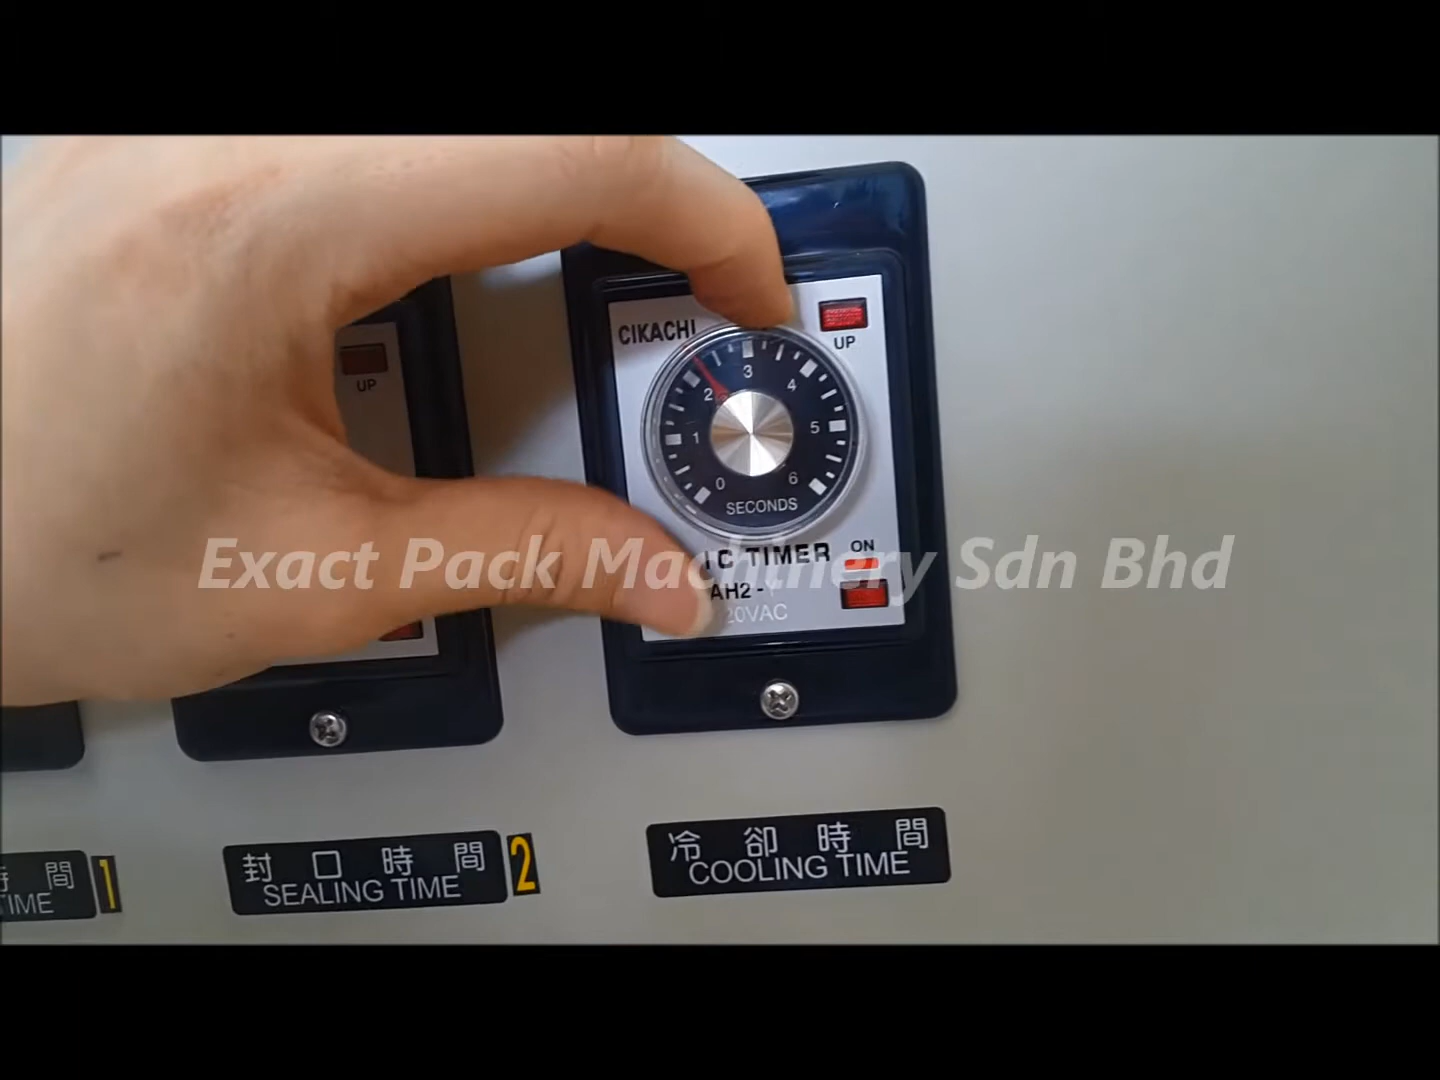 CIKACHI
UP
UP
3
2
4
1
5
0
6
SECONDS
IC TIMER
ON
AH2-Y
20VAC
Exact Pack Machinery Sdn Bhd
時間
TIME
1
封口時間
SEALING TIME
2
冷卻時間
COOLING TIME